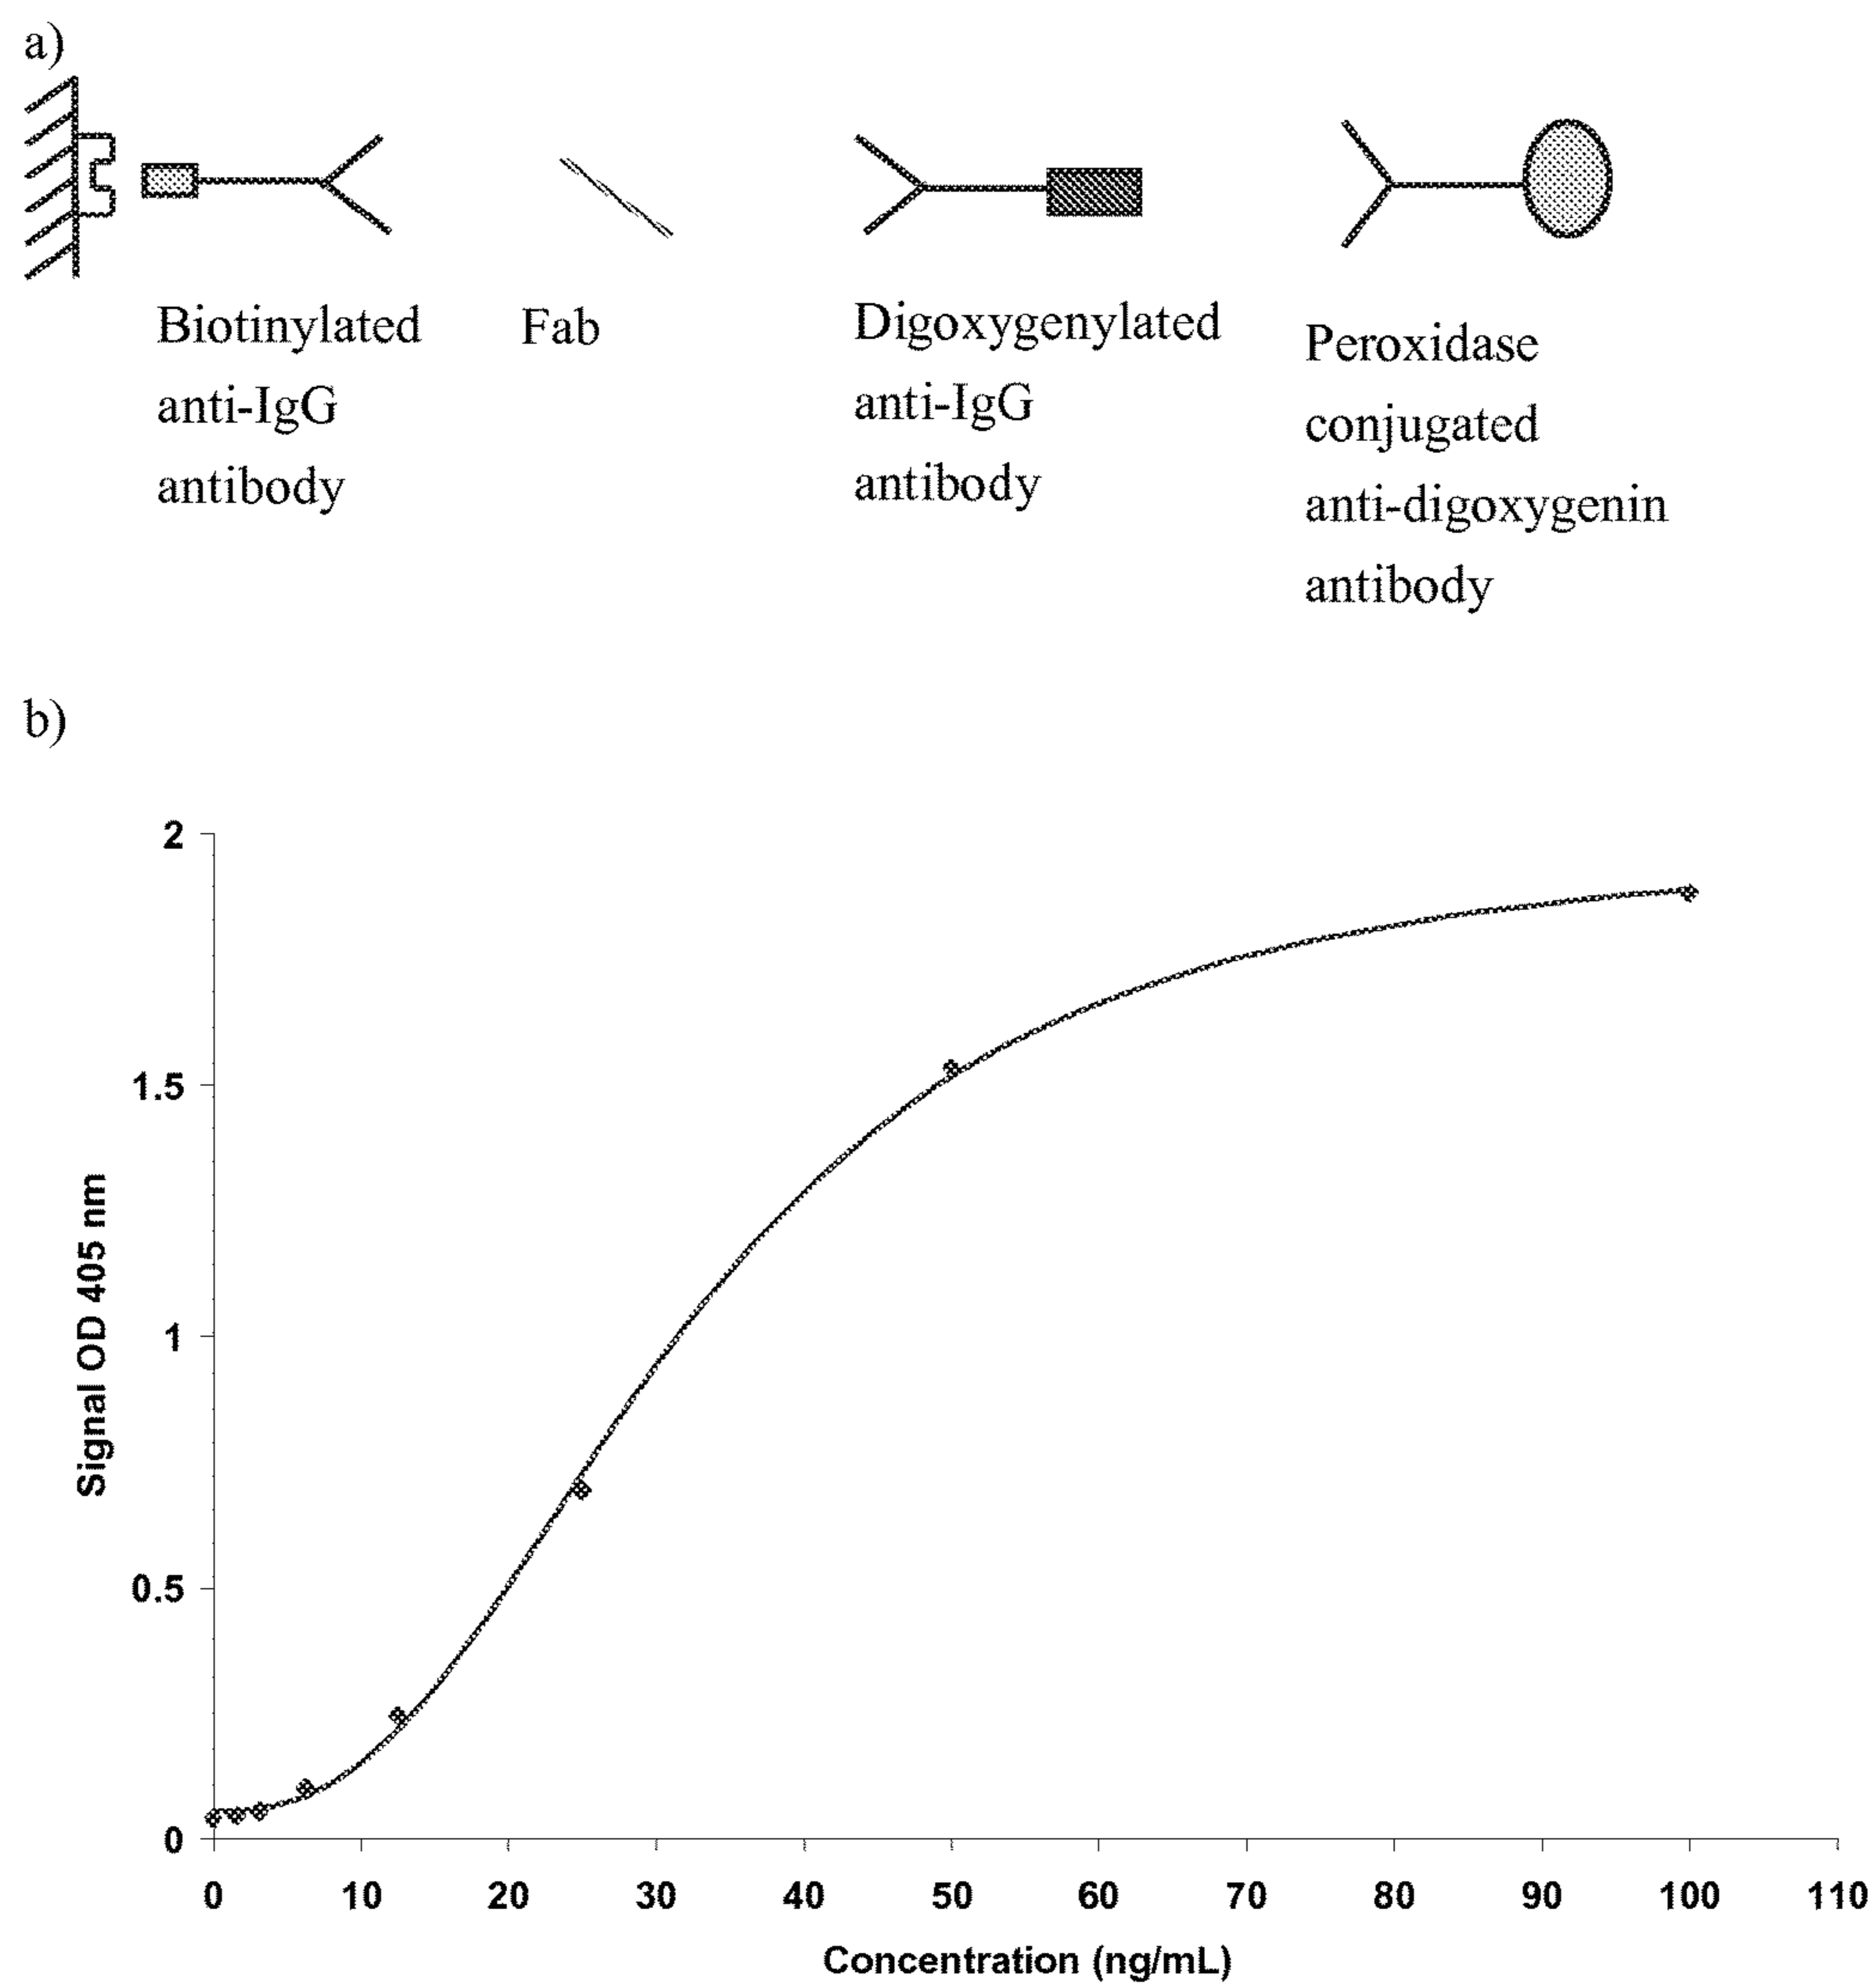 a)
Biotinylated
anti-IgG
antibody
Fab
Digoxygenylated
anti-IgG
antibody
Peroxidase
conjugated
anti-digoxygenin
antibody
b)
2
1.5
1
0.5
0
Signal OD 405 nm
0 10 20 30 40 50 60 70 80 90 100 110
Concentration (ng/mL)